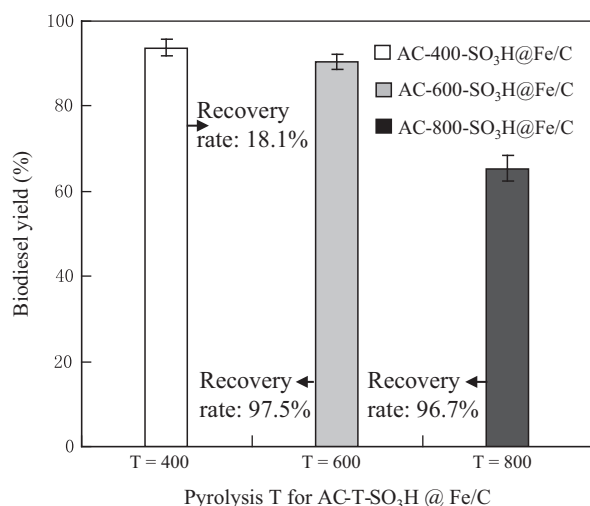 100
80
60
40
20
0
Biodiesel yield (%)
AC-400-SO₃H@Fe/C
AC-600-SO₃H@Fe/C
AC-800-SO₃H@Fe/C
Recovery
rate: 18.1%
Recovery
rate: 97.5%
Recovery
rate: 96.7%
T = 400
T = 600
T = 800
Pyrolysis T for AC-T-SO₃H @ Fe/C